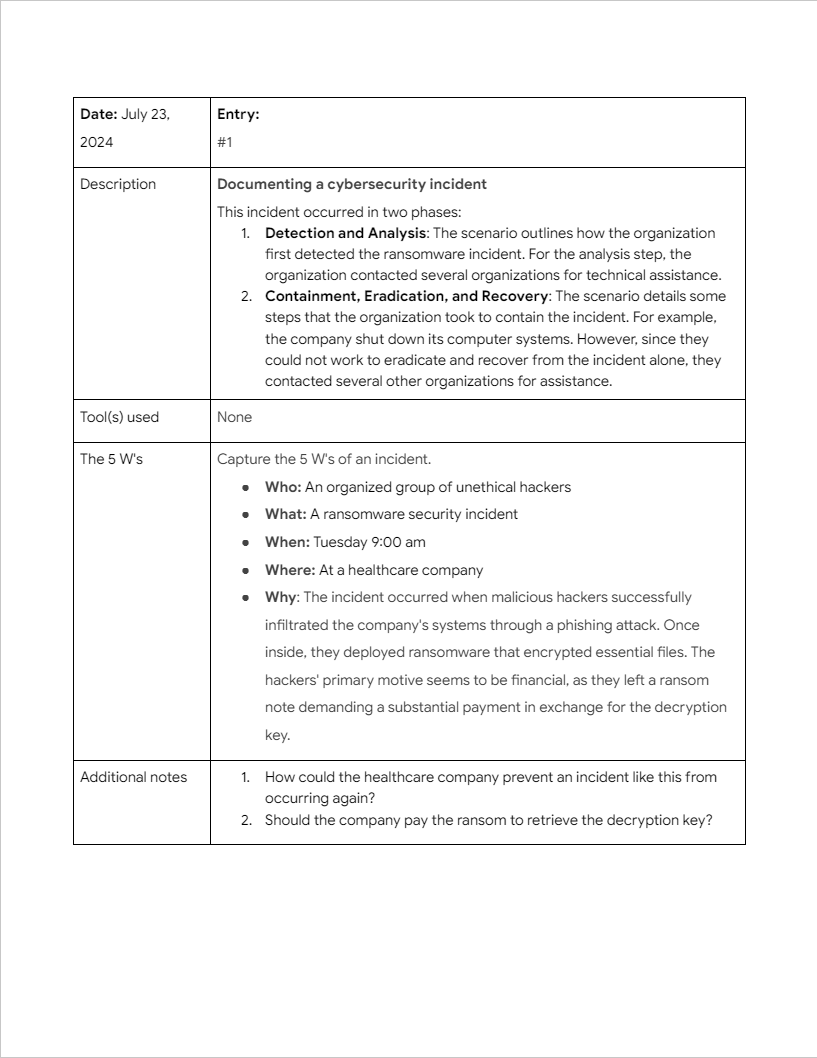 Date: July 23,
2024
Entry:
#1
Description
Documenting a cybersecurity incident
This incident occurred in two phases:
1. Detection and Analysis: The scenario outlines how the organization
first detected the ransomware incident. For the analysis step, the
organization contacted several organizations for technical assistance.
2. Containment, Eradication, and Recovery: The scenario details some
steps that the organization took to contain the incident. For example,
the company shut down its computer systems. However, since they
could not work to eradicate and recover from the incident alone, they
contacted several other organizations for assistance.
Tool(s) used
None
The 5 W's
Capture the 5 W's of an incident.
● Who: An organized group of unethical hackers
● What: A ransomware security incident
● When: Tuesday 9:00 am
● Where: At a healthcare company
● Why: The incident occurred when malicious hackers successfully
infiltrated the company's systems through a phishing attack. Once
inside, they deployed ransomware that encrypted essential files. The
hackers' primary motive seems to be financial, as they left a ransom
note demanding a substantial payment in exchange for the decryption
key.
Additional notes
1. How could the healthcare company prevent an incident like this from
occurring again?
2. Should the company pay the ransom to retrieve the decryption key?